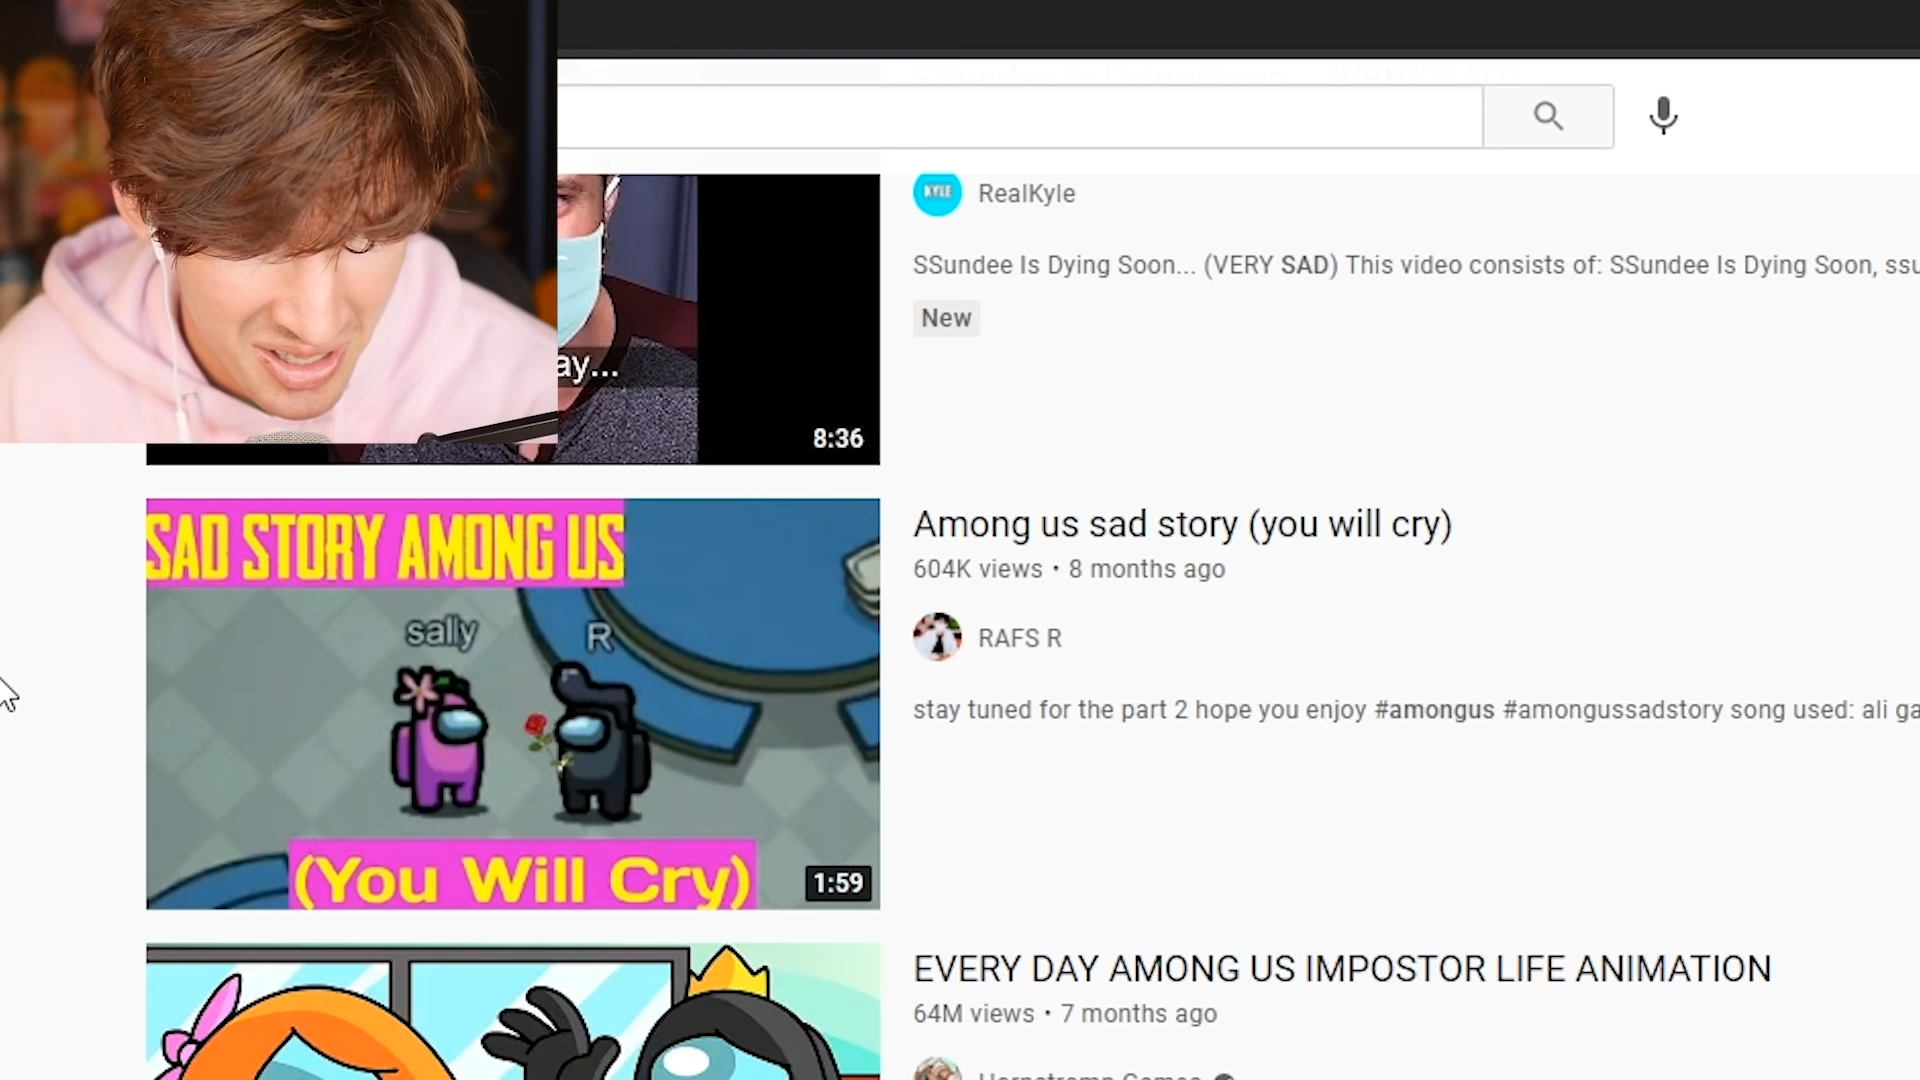 KYLE
RealKyle
SSundee Is Dying Soon... (VERY SAD) This video consists of: SSundee Is Dying Soon,
New
ay...
8:36
SAD STORY AMONG US
sally
R
(You Will Cry)
1:59
Among us sad story (you will cry)
604K views • 8 months ago
RAFS R
stay tuned for the part 2 hope you enjoy #amongus #amongussadstory song used: ali
EVERY DAY AMONG US IMPOSTOR LIFE ANIMATION
64M views • 7 months ago